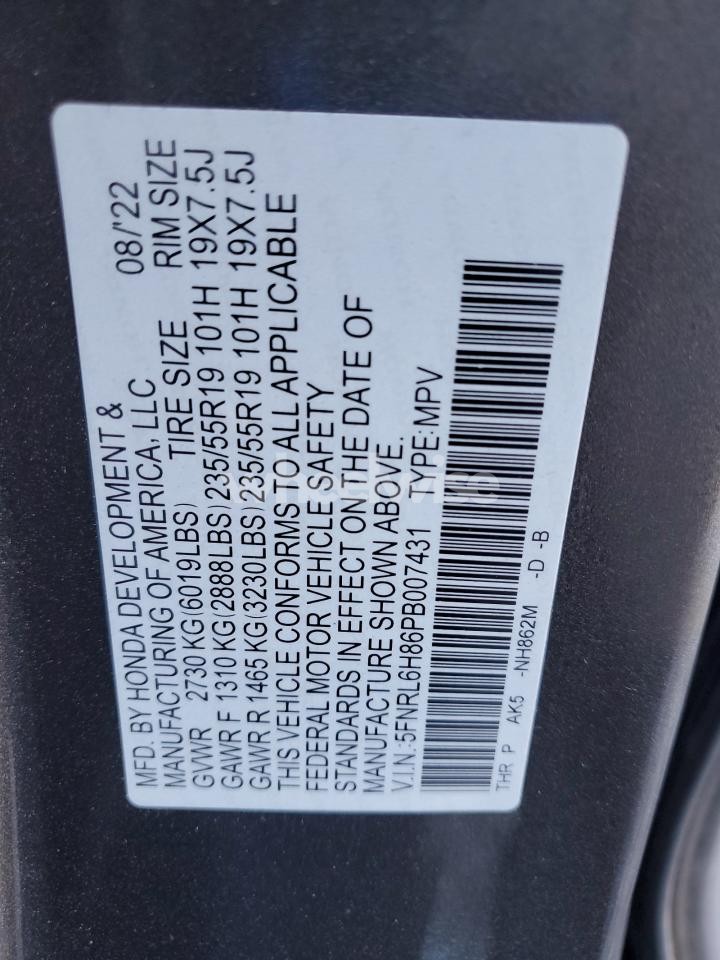 MFD. BY HONDA DEVELOPMENT &
MANUFACTURING OF AMERICA, LLC 08/'22
GVWR 2730 KG(6019LBS) TIRE SIZE RIM SIZE
GAWR F 1310 KG(2888LBS) 235/55R19 101H 19X7.5J
GAWR R 1465 KG(3230LBS) 235/55R19 101H 19X7.5J
THIS VEHICLE CONFORMS TO ALL APPLICABLE
FEDERAL MOTOR VEHICLE SAFETY
STANDARDS IN EFFECT ON THE DATE OF
MANUFACTURE SHOWN ABOVE.
V.I.N.:5FNRL6H86PB007431 TYPE:MPV
THR P AK5 -NH862M -D -B